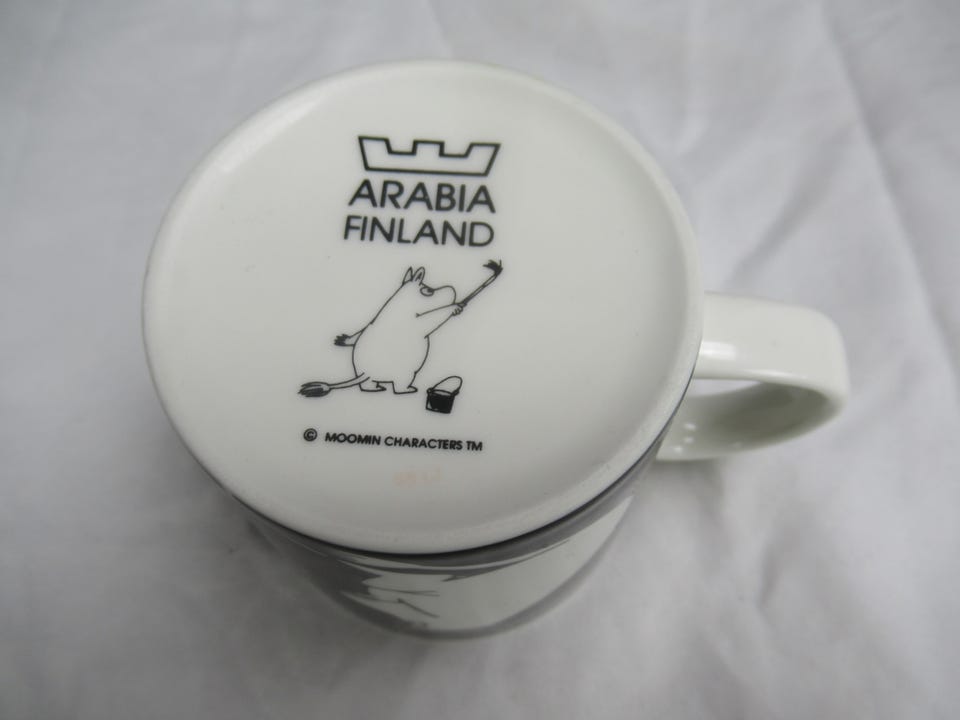 ARABIA
FINLAND
© MOOMIN CHARACTERS TM